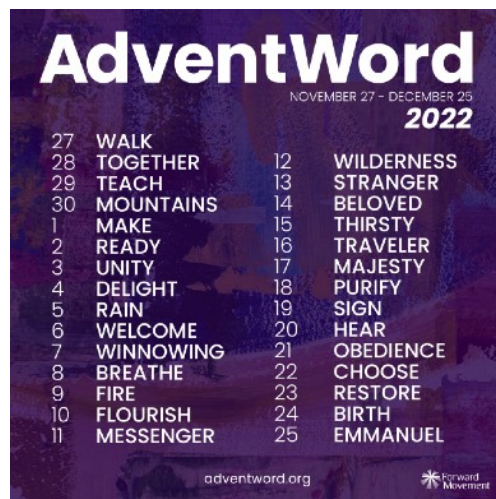 AdventWord
NOVEMBER 27 - DECEMBER 25
2022
27 WALK
28 TOGETHER
29 TEACH
30 MOUNTAINS
1 MAKE
2 READY
3 UNITY
4 DELIGHT
5 RAIN
6 WELCOME
7 WINNOWING
8 BREATHE
9 FIRE
10 FLOURISH
11 MESSENGER
12 WILDERNESS
13 STRANGER
14 BELOVED
15 THIRSTY
16 TRAVELER
17 MAJESTY
18 PURIFY
19 SIGN
20 HEAR
21 OBEDIENCE
22 CHOOSE
23 RESTORE
24 BIRTH
25 EMMANUEL
adventword.org
Forward
Movement